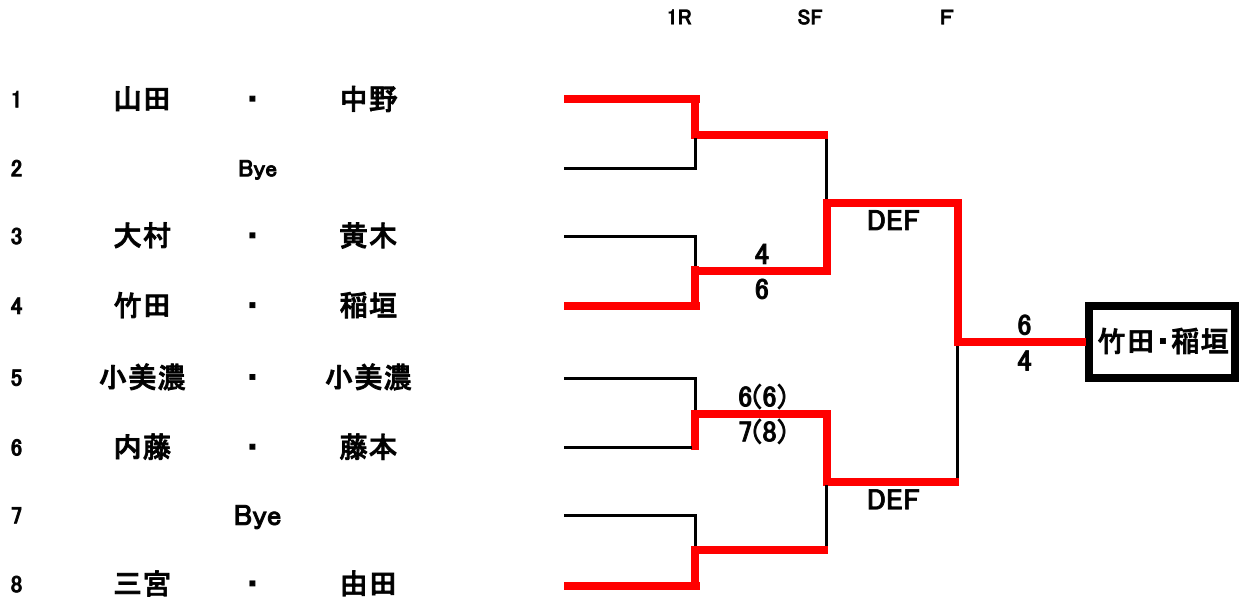 1R SF F
1 山田 ・ 中野
2 Bye
DEF
3 大村 ・ 黄木
4
6
4 竹田 ・ 稲垣
6
4
竹田・稲垣
5 小美濃 ・ 小美濃
6(6)
7(8)
6 内藤 ・ 藤本
DEF
7 Bye
8 三宮 ・ 由田